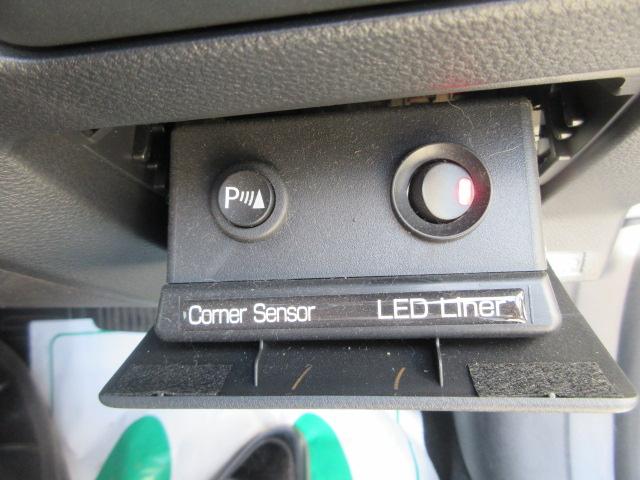 P
Corner Sensor LED Liner